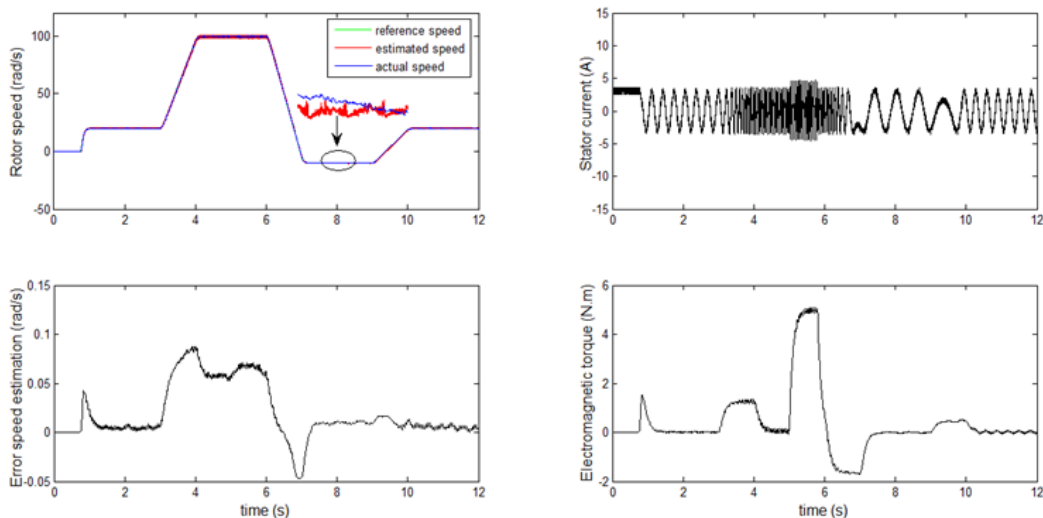 Rotor speed (rad/s)
100
50
0
-50
reference speed
estimated speed
actual speed
0 2 4 6 8 10 12
Stator current (A)
15
10
5
0
-5
-10
-15
0 2 4 6 8 10 12
Error speed estimation (rad/s)
0.15
0.1
0.05
0
-0.05
0 2 4 6 8 10 12
time (s)
Electromagnetic torque (N.m)
6
4
2
0
-2
0 2 4 6 8 10 12
time (s)